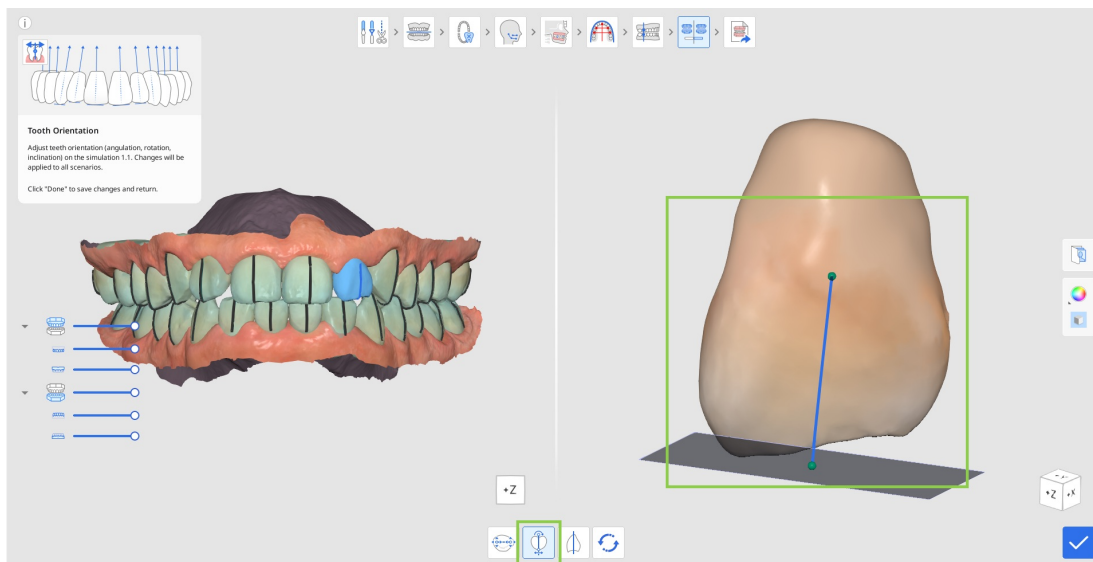 Tooth Orientation
Adjust teeth orientation (angulation, rotation,
inclination) on the simulation 1.1. Changes will be
applied to all scenarios.
Click "Done" to save changes and return.
+Z
+Z
+X